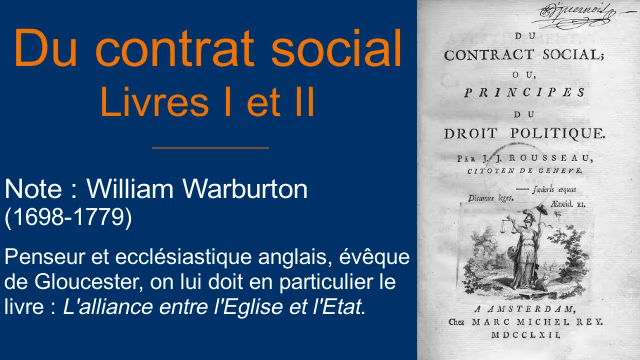 Du contrat social
Livres I et II
Note : William Warburton
(1698-1779)
Penseur et ecclésiastique anglais, évêque
de Gloucester, on lui doit en particulier le
livre : L'alliance entre l'Eglise et l'Etat.
DU
CONTRACT SOCIAL;
OU,
PRINCIPES
DU
DROIT POLITIQUE.
PAR J. J. ROUSSEAU,
CITOYEN DE GENEVE.
— fœderis æquas
Dicamus leges.
Æneid. XI.
A AMSTERDAM,
Chez MARC MICHEL REY.
MDCCLXII.